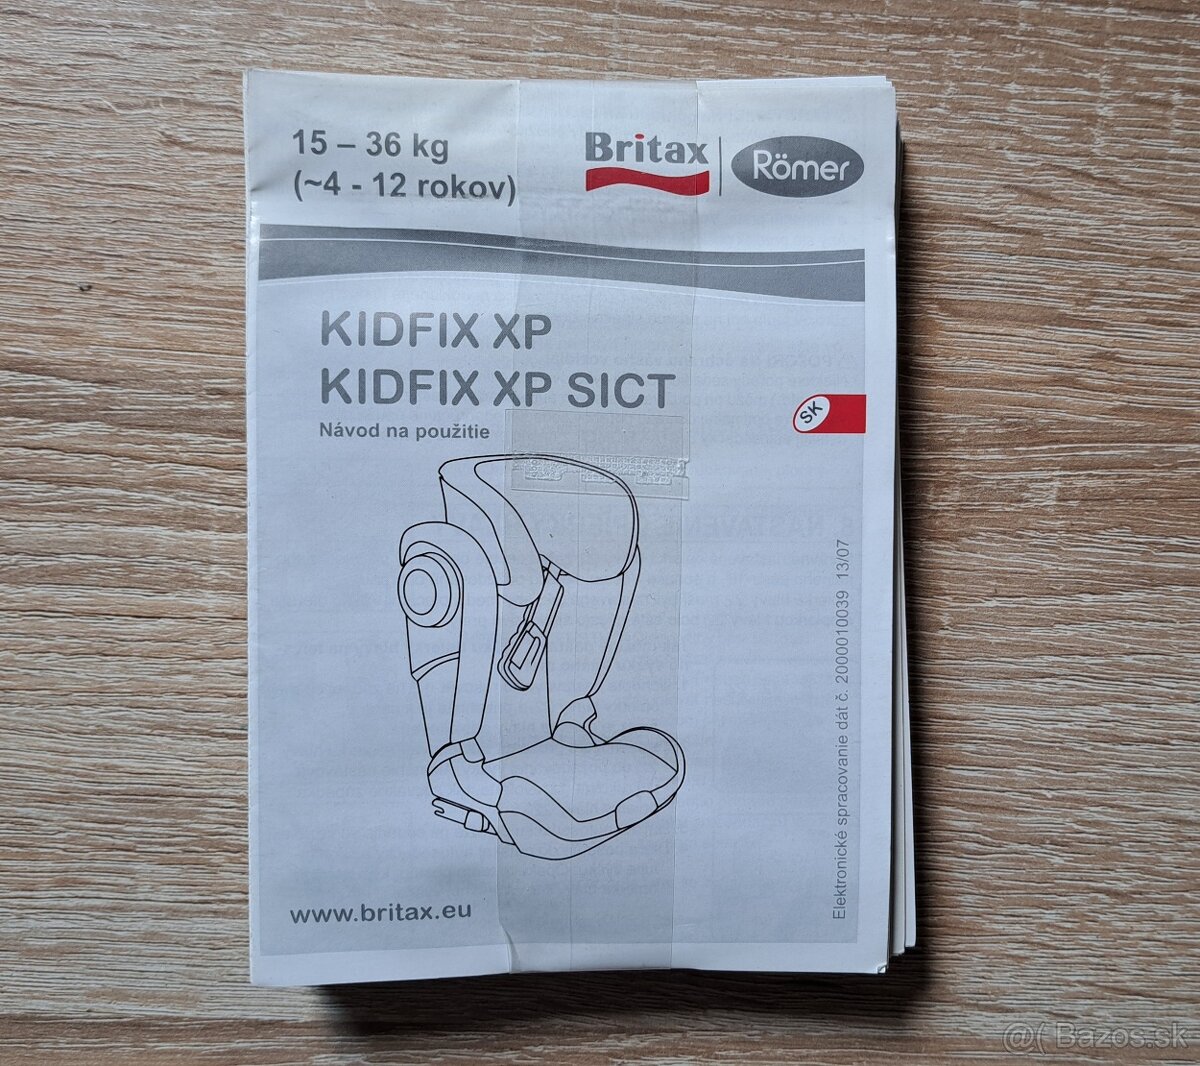 15 – 36 kg
(~4 - 12 rokov)
Britax
Römer
KIDFIX XP
KIDFIX XP SICT
Návod na použitie
SK
Elektronické spracovanie dát č. 2000010039 13/07
www.britax.eu
@( Bazos.sk